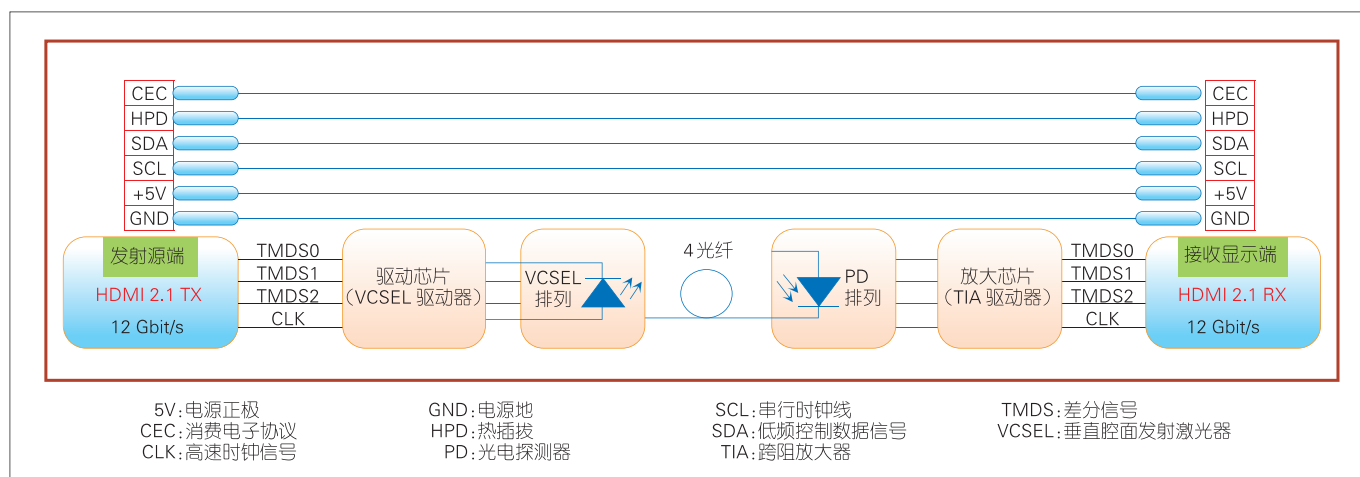 CEC
HPD
SDA
SCL
+5V
GND
CEC
HPD
SDA
SCL
+5V
GND
发射源端
HDMI 2.1 TX
12 Gbit/s
TMDS0
TMDS1
TMDS2
CLK
驱动芯片
（VCSEL 驱动器）
VCSEL
排列
4光纤
PD
排列
放大芯片
（TIA 驱动器）
TMDS0
TMDS1
TMDS2
CLK
接收显示端
HDMI 2.1 RX
12 Gbit/s
5V：电源正极
CEC：消费电子协议
CLK：高速时钟信号
GND：电源地
HPD：热插拔
PD：光电探测器
SCL：串行时钟线
SDA：低频控制数据信号
TIA：跨阻放大器
TMDS：差分信号
VCSEL：垂直腔面发射激光器